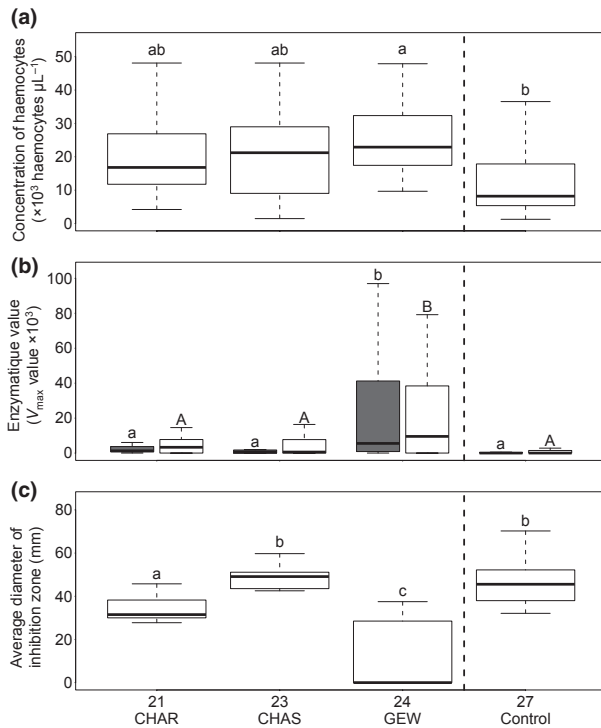 (a)
Concentration of haemocytes
(×10³ haemocytes µL⁻¹)
50
40
30
20
10
0
ab
ab
a
b
(b)
Enzymatique value
(Vmax value ×10³)
100
80
60
40
20
0
a
A
a
A
b
B
a
A
(c)
Average diameter of
inhibition zone (mm)
80
60
40
20
0
a
b
c
b
21
23
24
27
CHAR
CHAS
GEW
Control